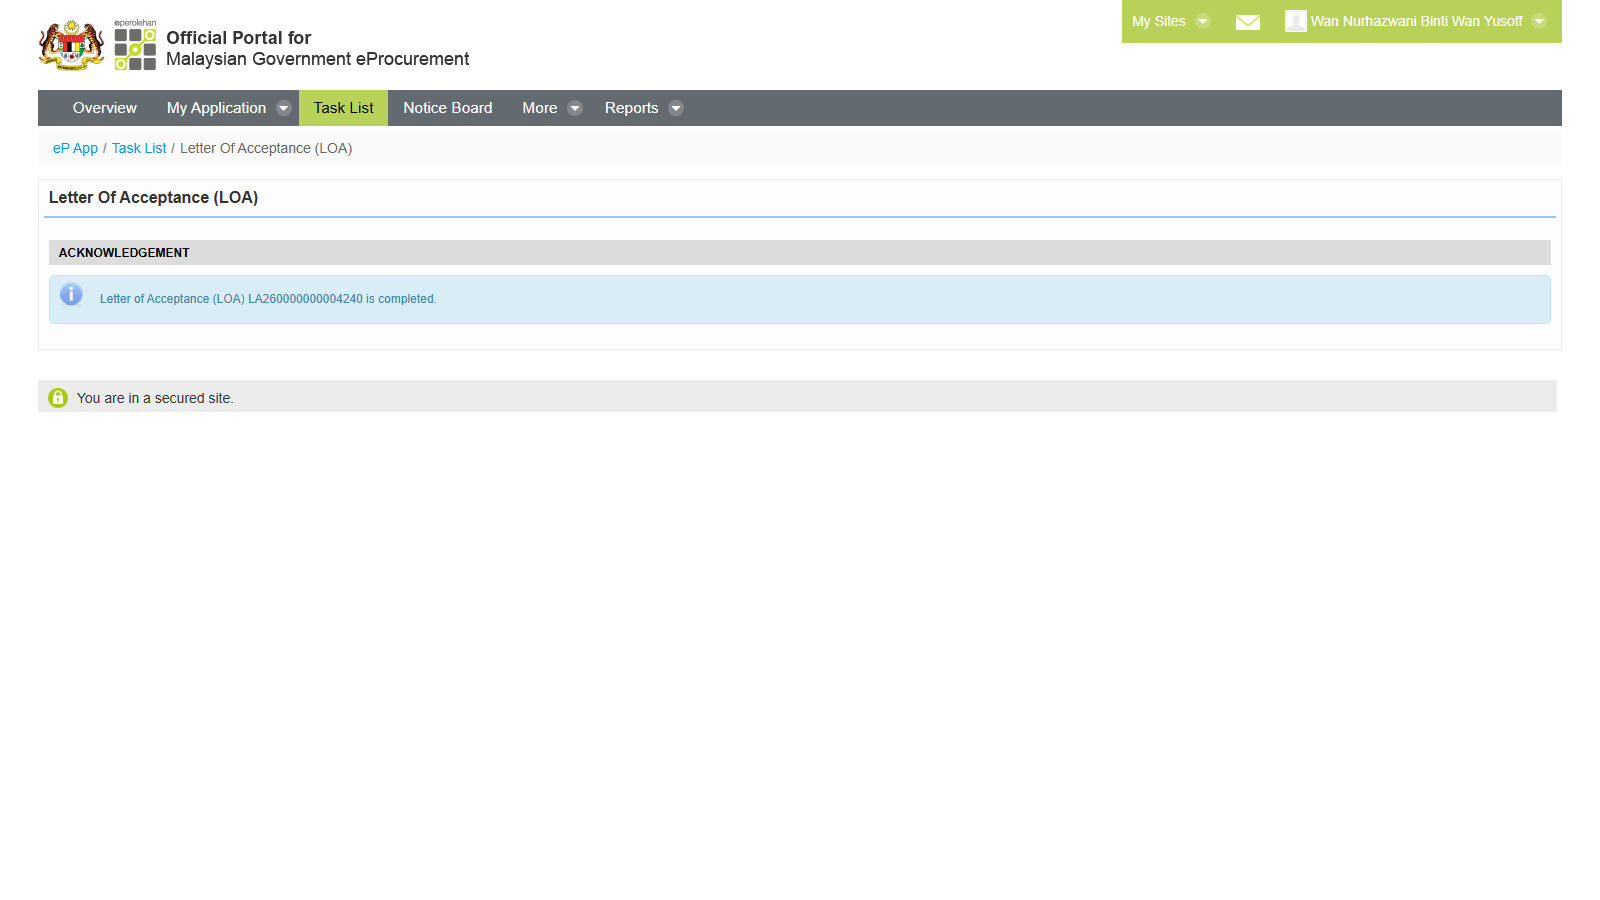 eperolehan
Official Portal for
Malaysian Government eProcurement
My Sites
Wan Nurhazwani Binti Wan Yusoff
Overview My Application Task List Notice Board More Reports
eP App / Task List / Letter Of Acceptance (LOA)
Letter Of Acceptance (LOA)
ACKNOWLEDGEMENT
Letter of Acceptance (LOA) LA260000000004240 is completed.
You are in a secured site.